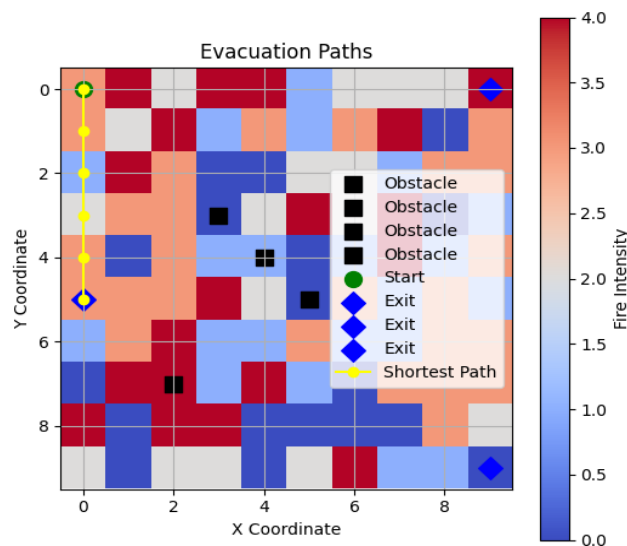 Evacuation Paths
4.0
3.5
3.0
2.5
2.0
1.5
1.0
0.5
0.0
Fire Intensity
0
2
4
6
8
Y Coordinate
0
2
4
6
8
X Coordinate
Obstacle
Obstacle
Obstacle
Obstacle
Start
Exit
Exit
Exit
Shortest Path